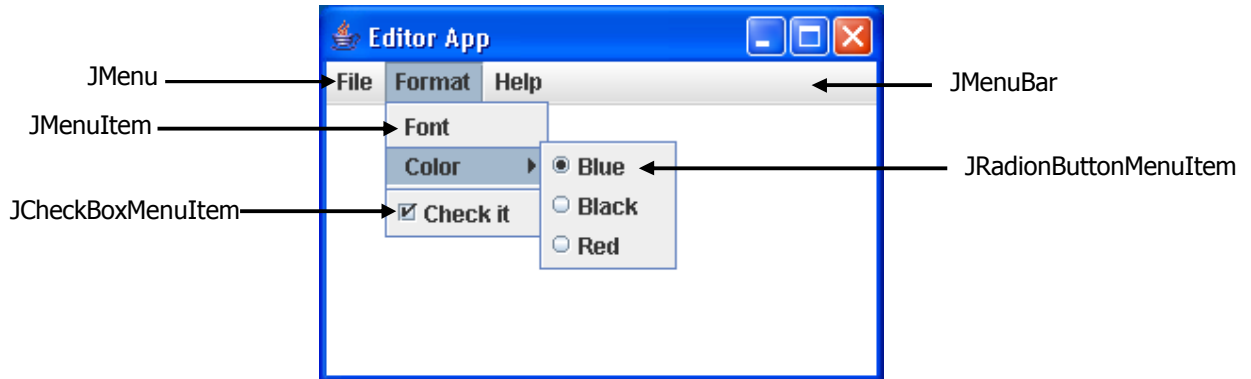 Editor App
JMenu
File Format Help
JMenuBar
JMenuItem
Font
Color
Blue
JRadionButtonMenuItem
JCheckBoxMenuItem
Check it
Black
Red